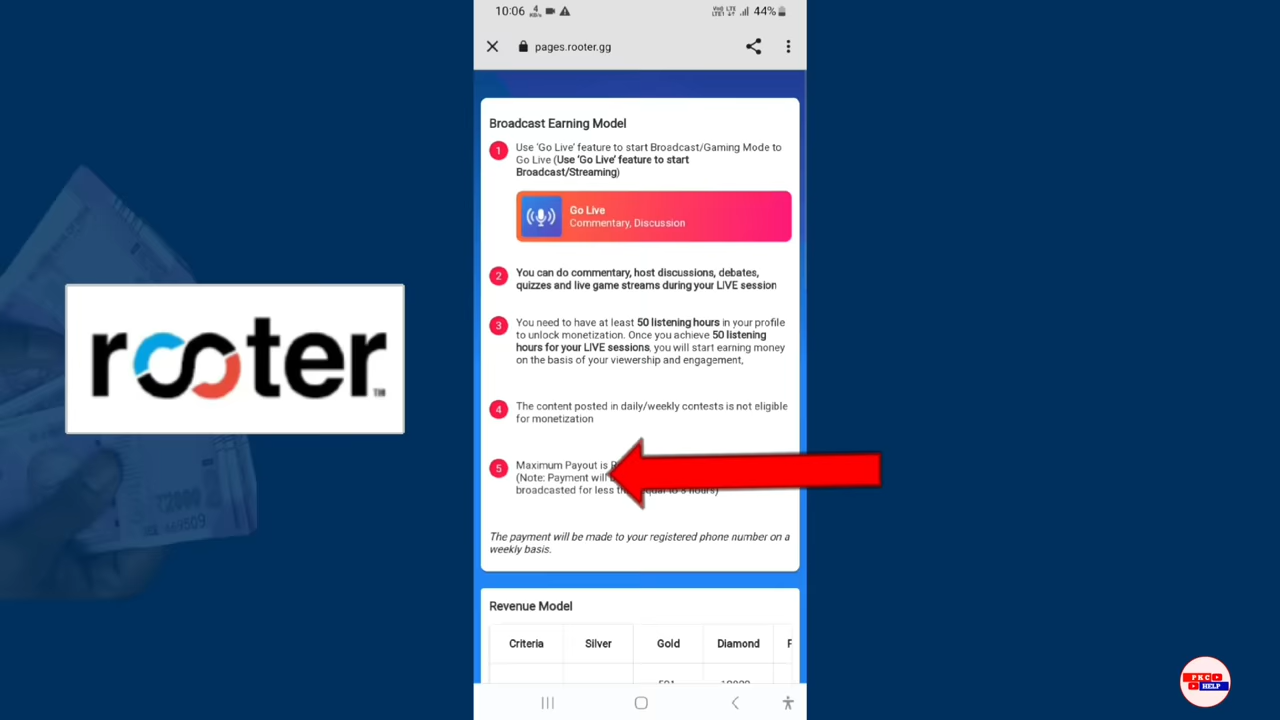 10:06 4 KB/s 44%
pages.rooter.gg
Broadcast Earning Model
1 Use 'Go Live' feature to start Broadcast/Gaming Mode to
Go Live (Use 'Go Live' feature to start
Broadcast/Streaming)
Go Live
Commentary, Discussion
2 You can do commentary, host discussions, debates,
quizzes and live game streams during your LIVE session
3 You need to have at least 50 listening hours in your profile
to unlock monetization. Once you achieve 50 listening
hours for your LIVE sessions, you will start earning money
on the basis of your viewership and engagement,
4 The content posted in daily/weekly contests is not eligible
for monetization
5 Maximum Payout is
(Note: Payment will
broadcasted for less hours)
The payment will be made to your registered phone number on a
weekly basis.
Revenue Model
Criteria Silver Gold Diamond
rooter TM
₹2000
PKC
HELP